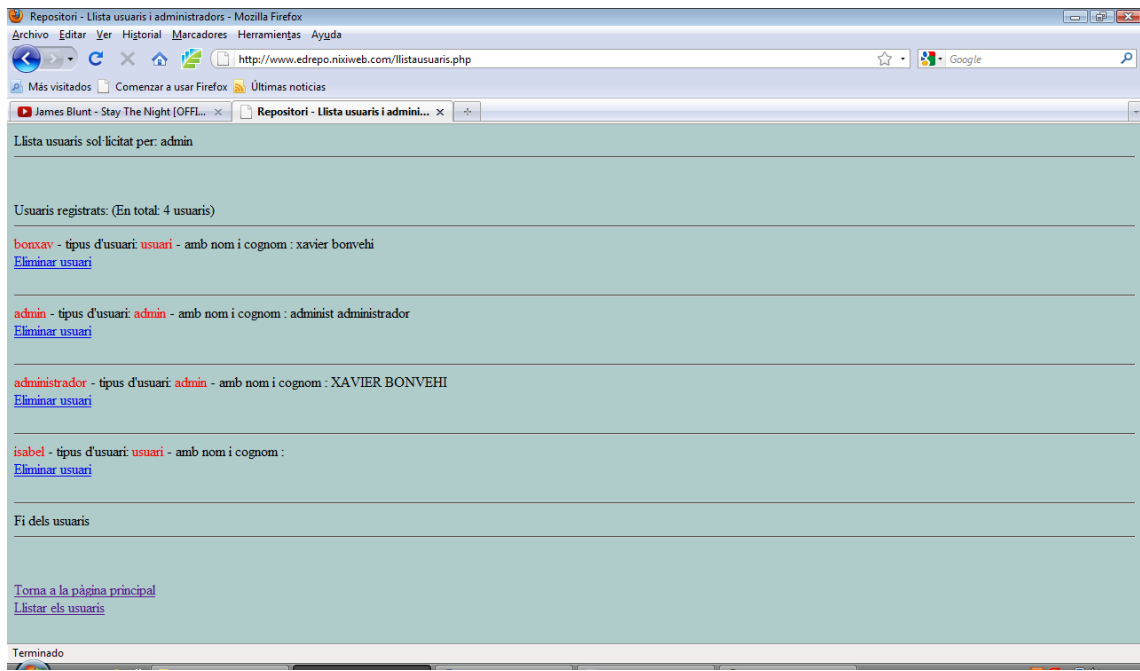 Repositori - Llista usuaris i administradors - Mozilla Firefox
Archivo Editar Ver Historial Marcadores Herramientas Ayuda
http://www.edrepo.nixiweb.com/llistausuaris.php
Google
Más visitados Comenzar a usar Firefox Últimas noticias
James Blunt - Stay The Night [OFFI... Repositori - Llista usuaris i admini...
Llista usuaris sol·licitat per: admin
Usuaris registrats: (En total: 4 usuaris)
bonxav - tipus d'usuari: usuari - amb nom i cognom : xavier bonvehi
Eliminar usuari
admin - tipus d'usuari: admin - amb nom i cognom : administ administrador
Eliminar usuari
administrador - tipus d'usuari: admin - amb nom i cognom : XAVIER BONVEHI
Eliminar usuari
isabel - tipus d'usuari: usuari - amb nom i cognom :
Eliminar usuari
Fi dels usuaris
Torna a la pàgina principal
Llistar els usuaris
Terminado